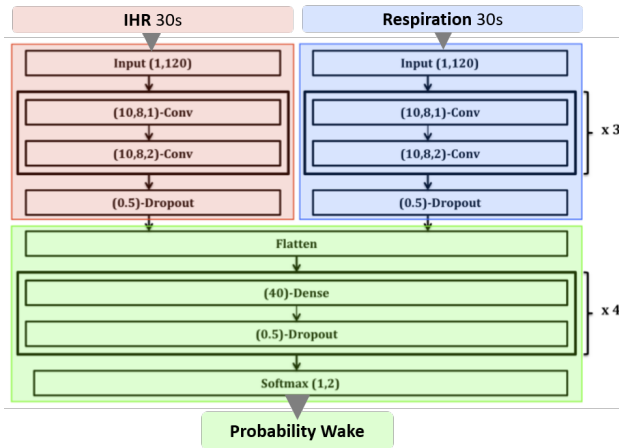 IHR 30s
Respiration 30s
Input (1,120)
Input (1,120)
(10,8,1)-Conv
(10,8,1)-Conv
(10,8,2)-Conv
(10,8,2)-Conv
x 3
(0.5)-Dropout
(0.5)-Dropout
Flatten
(40)-Dense
(0.5)-Dropout
x 4
Softmax (1,2)
Probability Wake